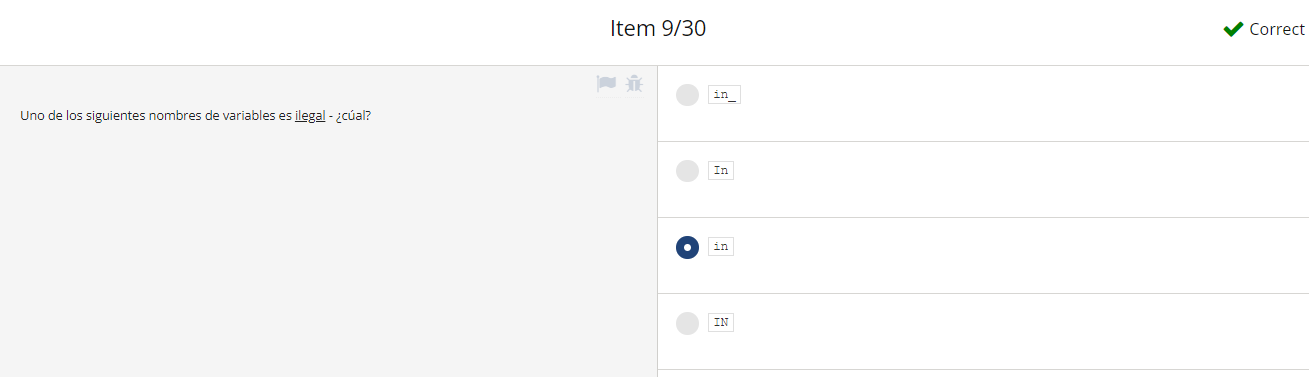 Item 9/30
Correct
Uno de los siguientes nombres de variables es ilegal - ¿cúal?
in_
In
in
IN